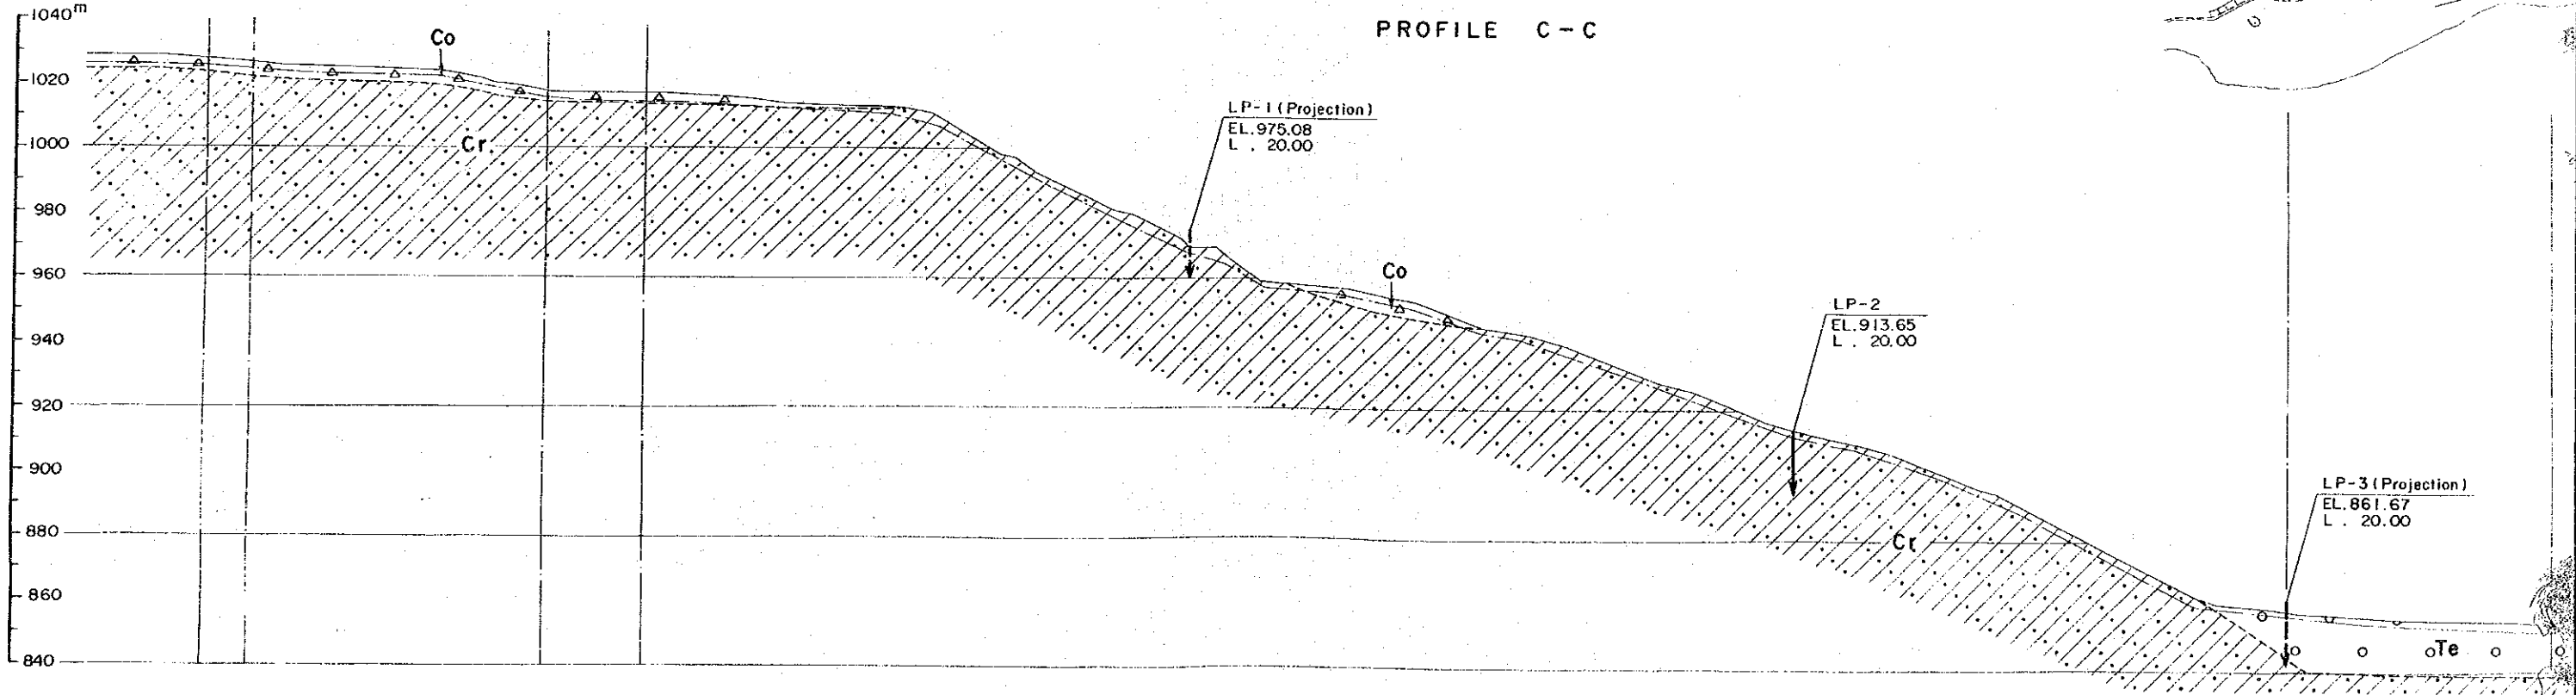 PROFILE C-C
1040m
1020
1000
980
960
940
920
900
880
860
840
Co
Cr
LP-1 (Projection)
EL.975.08
L . 20.00
Co
LP-2
EL.913.65
L . 20.00
Cr
LP-3 (Projection)
EL.861.67
L . 20.00
Te